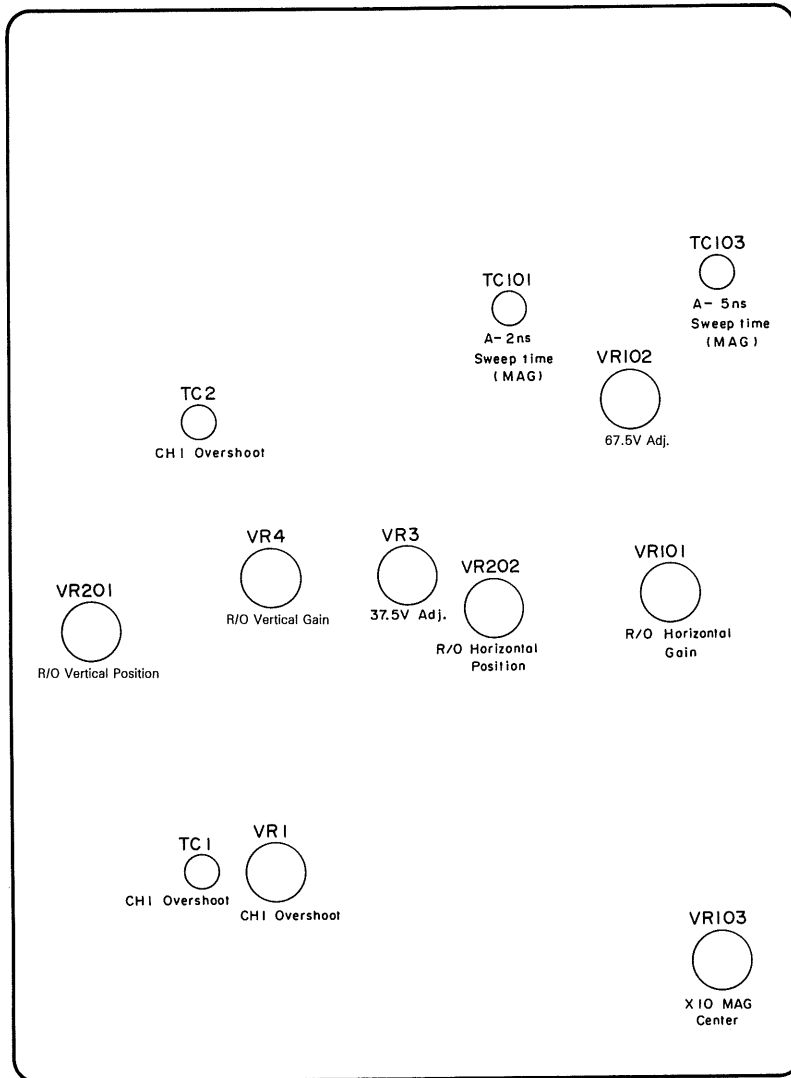 TC103
A- 5ns
Sweep time
(MAG)
TC101
A- 2ns
Sweep time
(MAG)
VR102
67.5V Adj.
TC2
CH1 Overshoot
VR4
R/O Vertical Gain
VR3
37.5V Adj.
VR202
R/O Horizontal
Position
VR101
R/O Horizontal
Gain
VR201
R/O Vertical Position
TC1
CH1 Overshoot
VR1
CH1 Overshoot
VR103
X10 MAG
Center